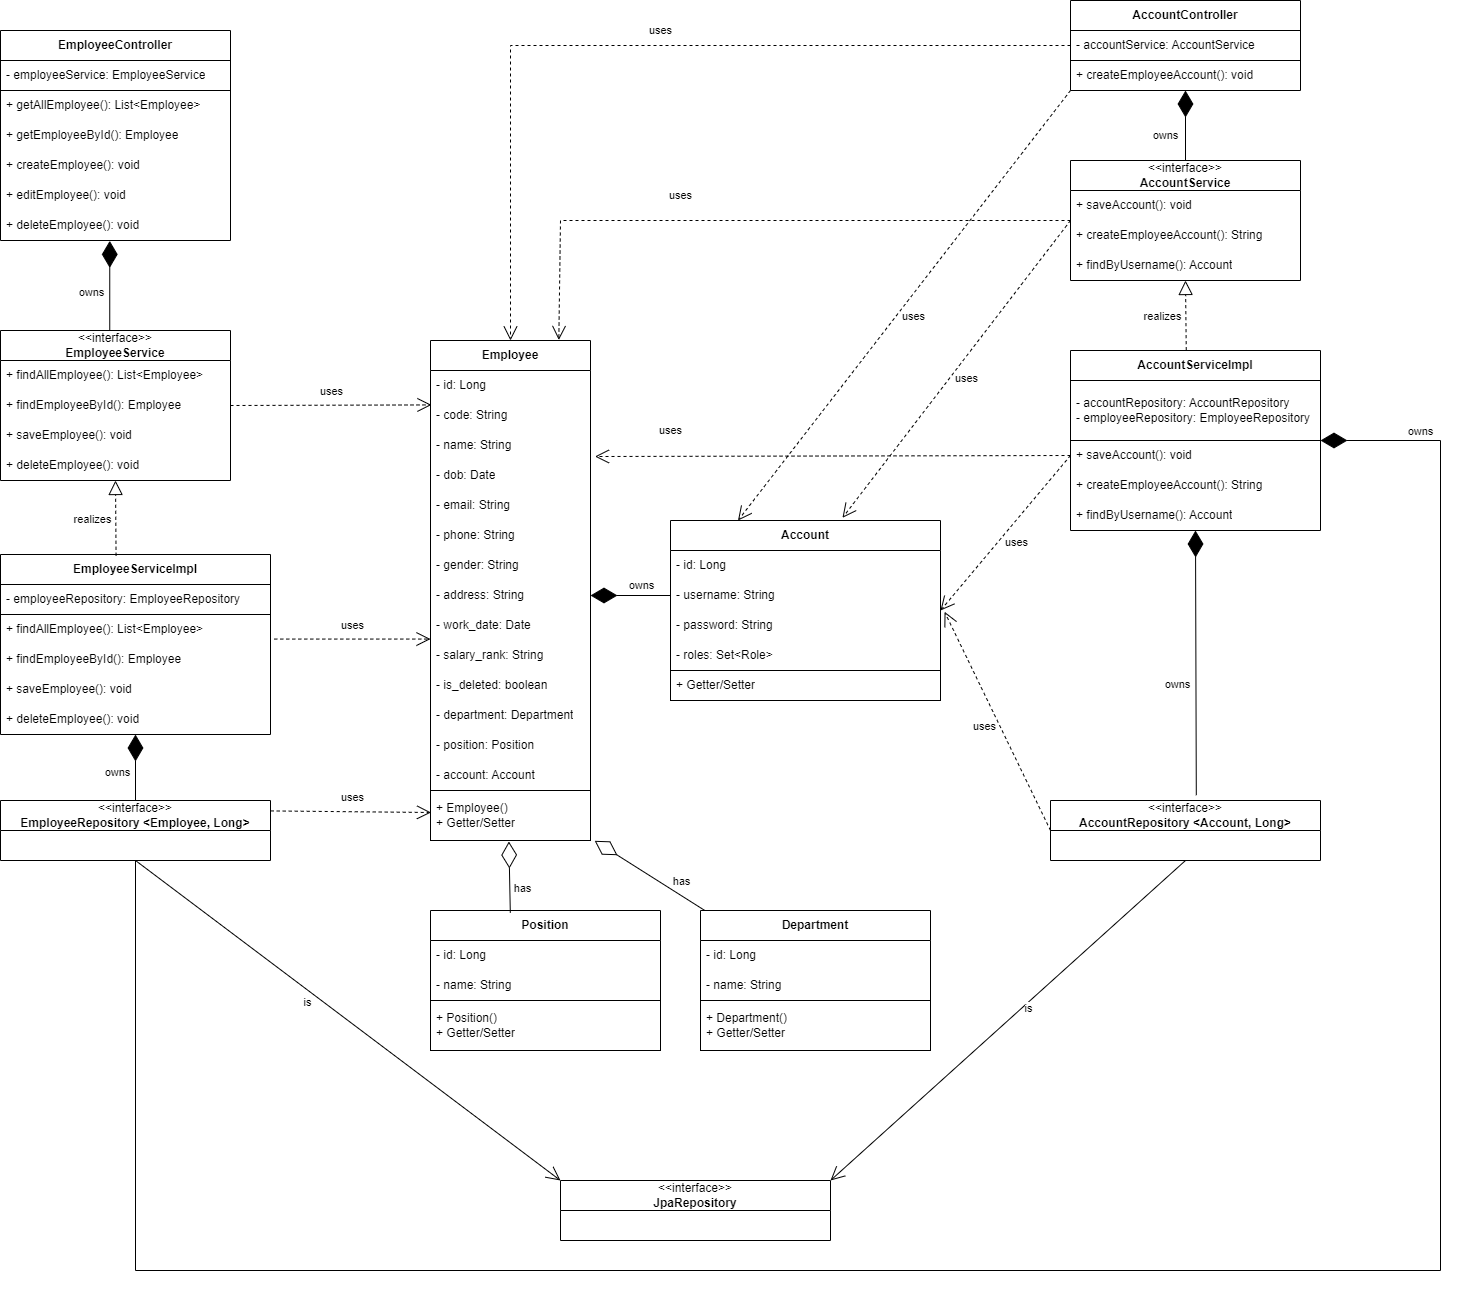 EmployeeController
- employeeService: EmployeeService
+ getAllEmployee(): List<Employee>
+ getEmployeeById(): Employee
+ createEmployee(): void
+ editEmployee(): void
+ deleteEmployee(): void
owns
<<interface>>
EmployeeService
+ findAllEmployee(): List<Employee>
+ findEmployeeById(): Employee
+ saveEmployee(): void
+ deleteEmployee(): void
realizes
EmployeeServiceImpl
- employeeRepository: EmployeeRepository
+ findAllEmployee(): List<Employee>
+ findEmployeeById(): Employee
+ saveEmployee(): void
+ deleteEmployee(): void
owns
<<interface>>
EmployeeRepository <Employee, Long>
uses
uses
uses
is
Employee
- id: Long
- code: String
- name: String
- dob: Date
- email: String
- phone: String
- gender: String
- address: String
- work_date: Date
- salary_rank: String
- is_deleted: boolean
- department: Department
- position: Position
- account: Account
+ Employee()
+ Getter/Setter
has
has
Position
- id: Long
- name: String
+ Position()
+ Getter/Setter
Department
- id: Long
- name: String
+ Department()
+ Getter/Setter
owns
Account
- id: Long
- username: String
- password: String
- roles: Set<Role>
+ Getter/Setter
uses
uses
uses
uses
uses
uses
uses
AccountController
- accountService: AccountService
+ createEmployeeAccount(): void
owns
<<interface>>
AccountService
+ saveAccount(): void
+ createEmployeeAccount(): String
+ findByUsername(): Account
realizes
AccountServiceImpl
- accountRepository: AccountRepository
- employeeRepository: EmployeeRepository
+ saveAccount(): void
+ createEmployeeAccount(): String
+ findByUsername(): Account
owns
owns
<<interface>>
AccountRepository <Account, Long>
is
<<interface>>
JpaRepository